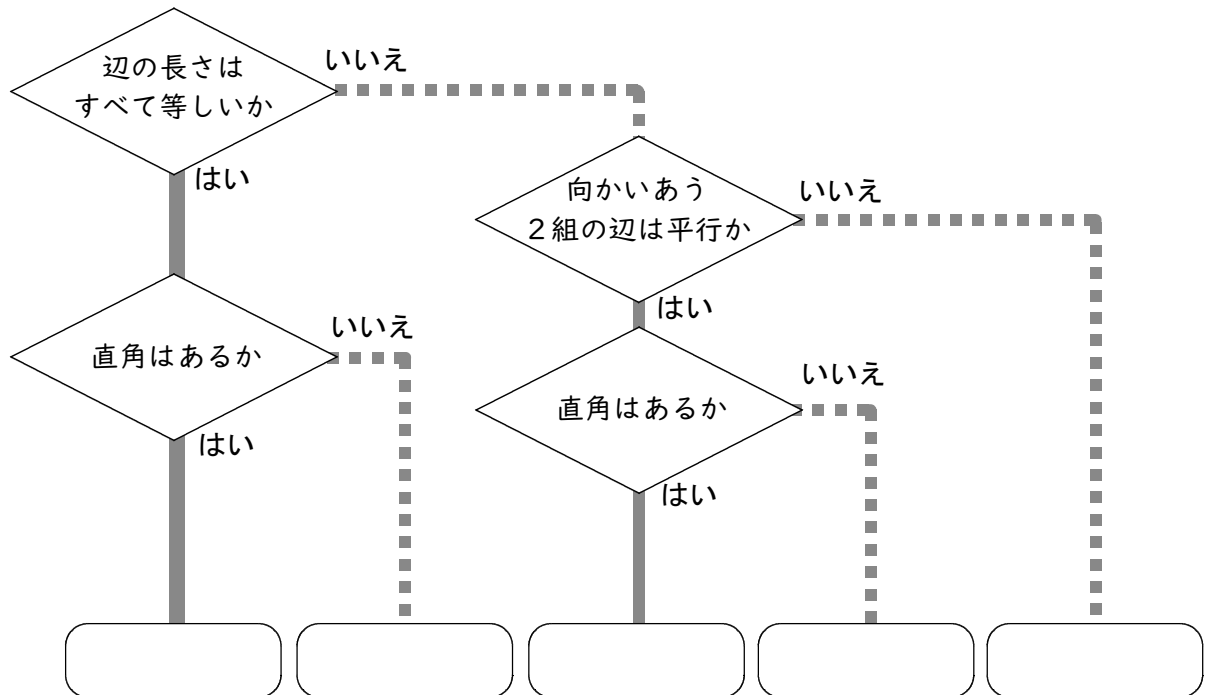 辺の長さは
すべて等しいか
いいえ
はい
向かいあう
２組の辺は平行か
いいえ
はい
直角はあるか
いいえ
はい
直角はあるか
いいえ
はい